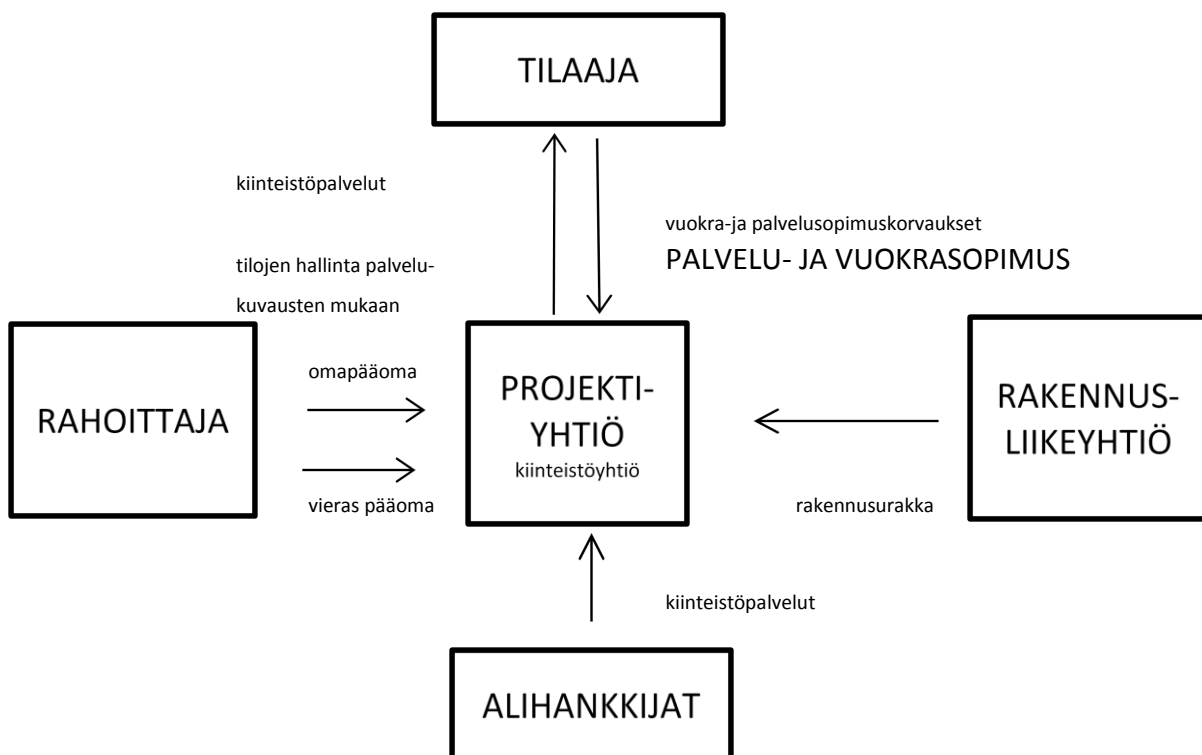 TILAAJA
kiinteistöpalvelut
vuokra-ja palvelusopimuskorvaukset
PALVELU- JA VUOKRASOPIMUS
tilojen hallinta palvelu-
kuvausten mukaan
RAHOITTAJA
omapääoma
vieras pääoma
PROJEKTI-
YHTIÖ
kiinteistöyhtiö
RAKENNUS-
LIIKEYHTIÖ
rakennusurakka
kiinteistöpalvelut
ALIHANKKIJAT